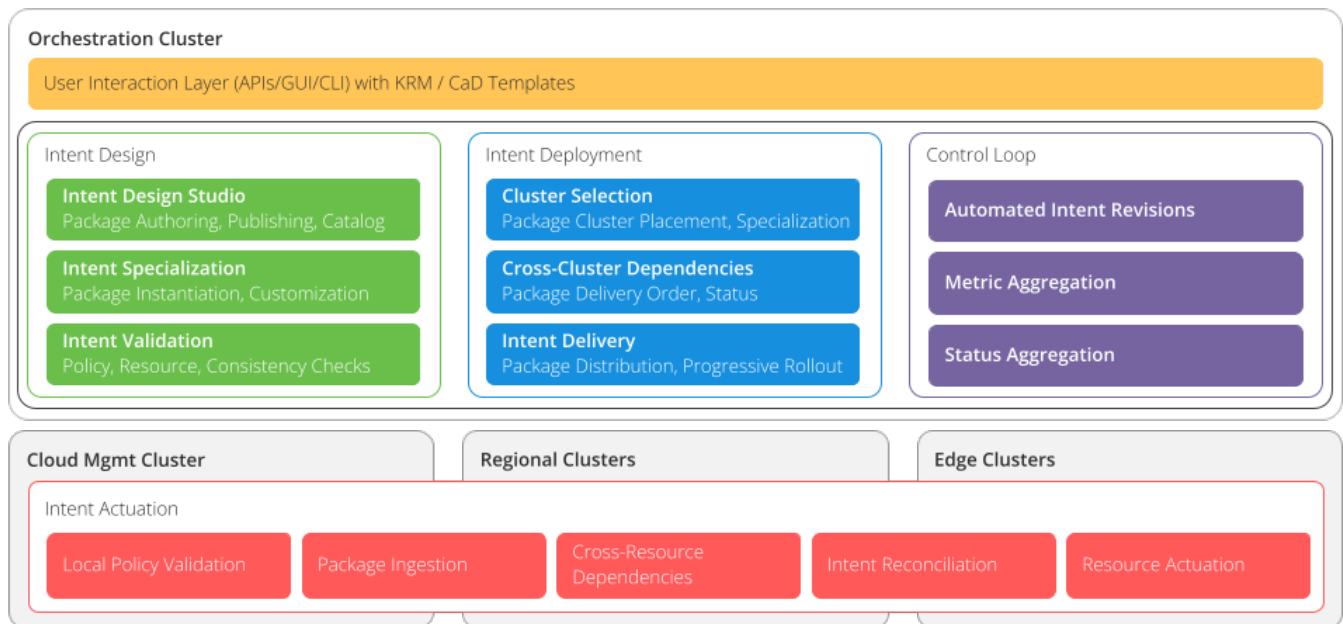 Orchestration Cluster
User Interaction Layer (APIs/GUI/CLI) with KRM / CaD Templates
Intent Design
Intent Design Studio
Package Authoring, Publishing, Catalog
Intent Specialization
Package Instantiation, Customization
Intent Validation
Policy, Resource, Consistency Checks
Intent Deployment
Cluster Selection
Package Cluster Placement, Specialization
Cross-Cluster Dependencies
Package Delivery Order, Status
Intent Delivery
Package Distribution, Progressive Rollout
Control Loop
Automated Intent Revisions
Metric Aggregation
Status Aggregation
Cloud Mgmt Cluster
Regional Clusters
Edge Clusters
Intent Actuation
Local Policy Validation
Package Ingestion
Cross-Resource
Dependencies
Intent Reconciliation
Resource Actuation